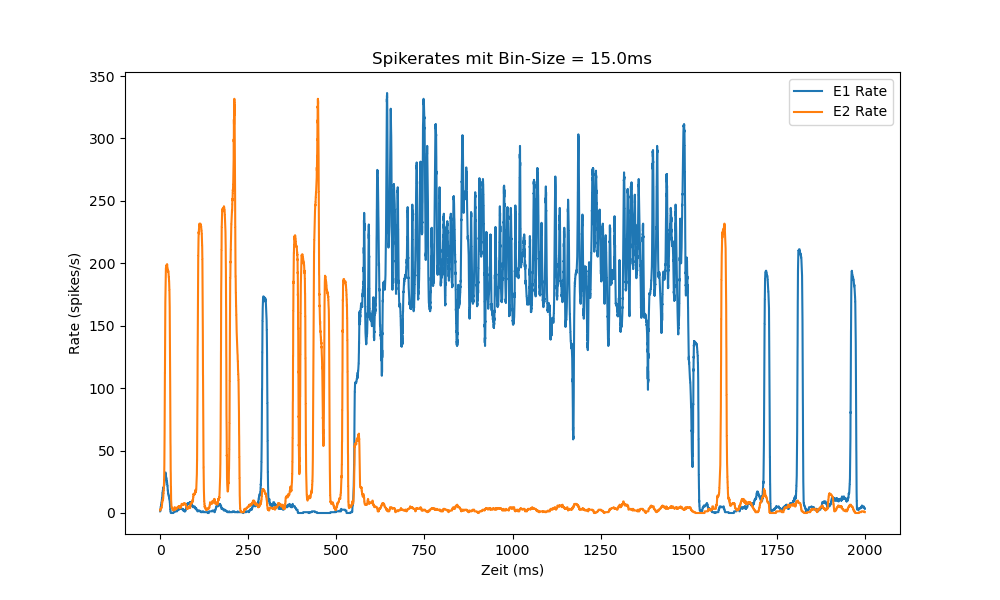 Spikerates mit Bin-Size = 15.0ms
E1 Rate
E2 Rate
350
300
250
200
150
100
50
0
Rate (spikes/s)
0 250 500 750 1000 1250 1500 1750 2000
Zeit (ms)